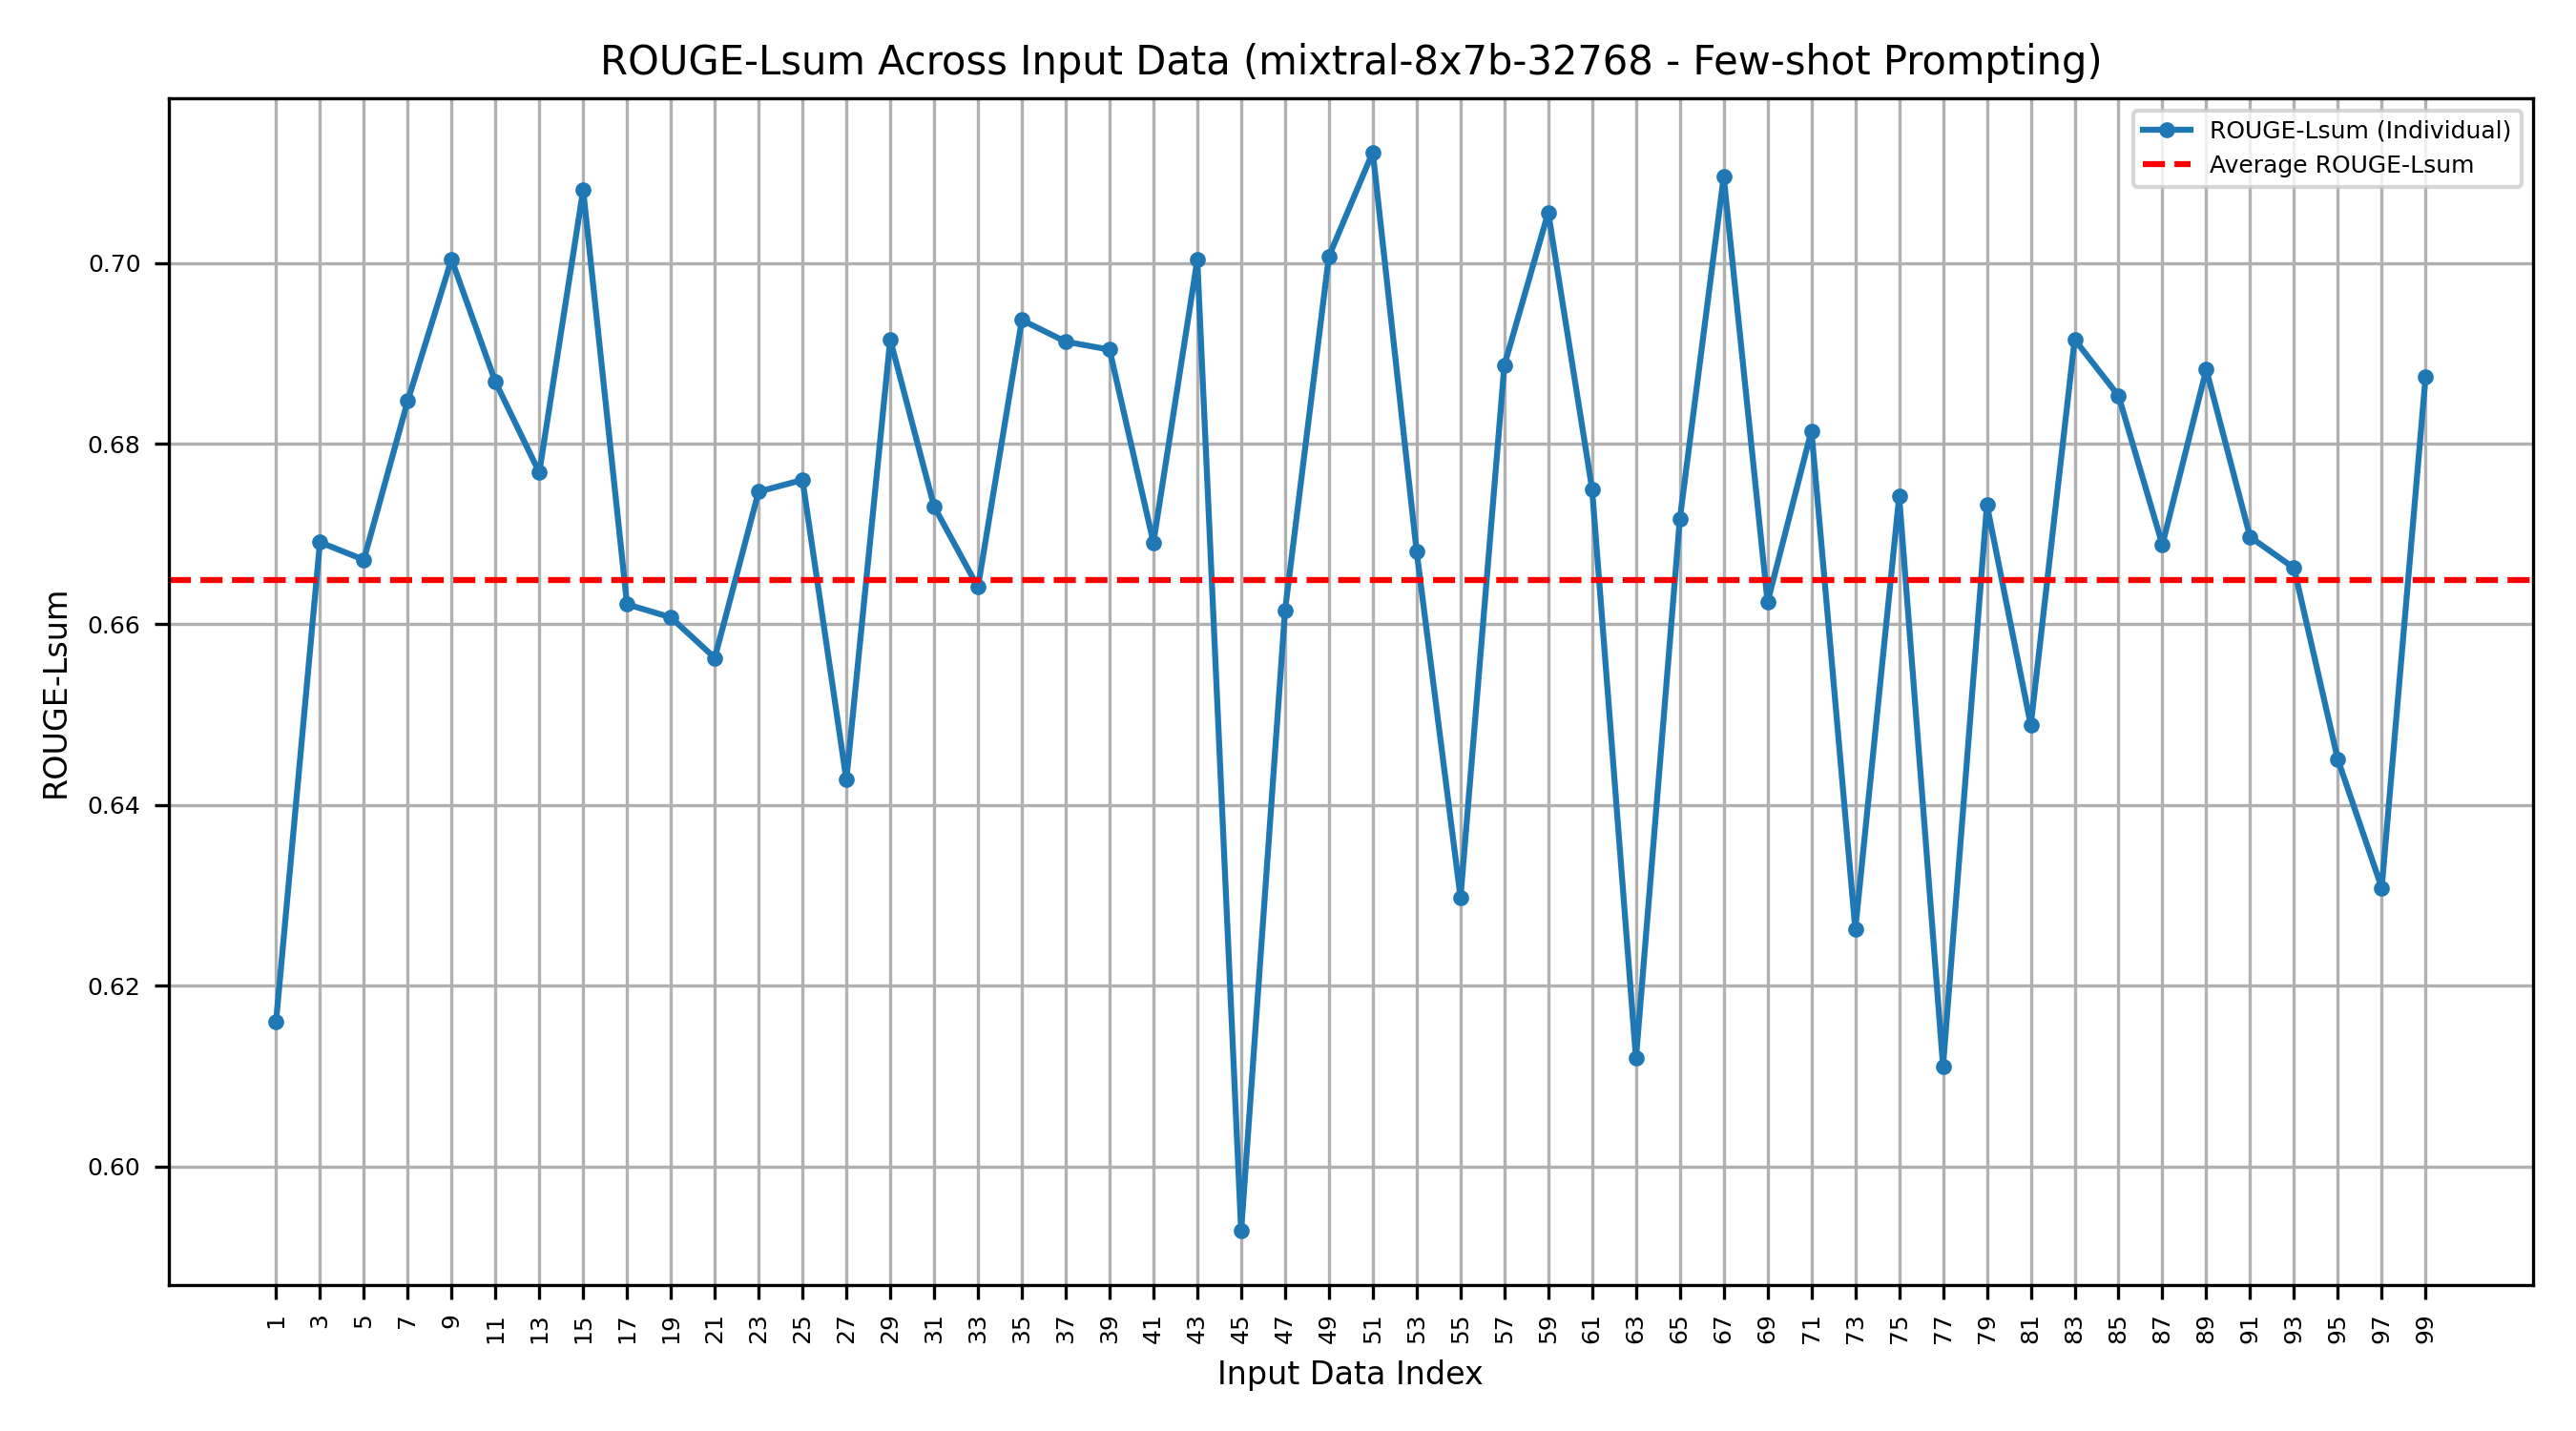 ROUGE-Lsum Across Input Data (mixtral-8x7b-32768 - Few-shot Prompting)
ROUGE-Lsum (Individual)
Average ROUGE-Lsum
ROUGE-Lsum
0.70
0.68
0.66
0.64
0.62
0.60
1 3 5 7 9 11 13 15 17 19 21 23 25 27 29 31 33 35 37 39 41 43 45 47 49 51 53 55 57 59 61 63 65 67 69 71 73 75 77 79 81 83 85 87 89 91 93 95 97 99
Input Data Index